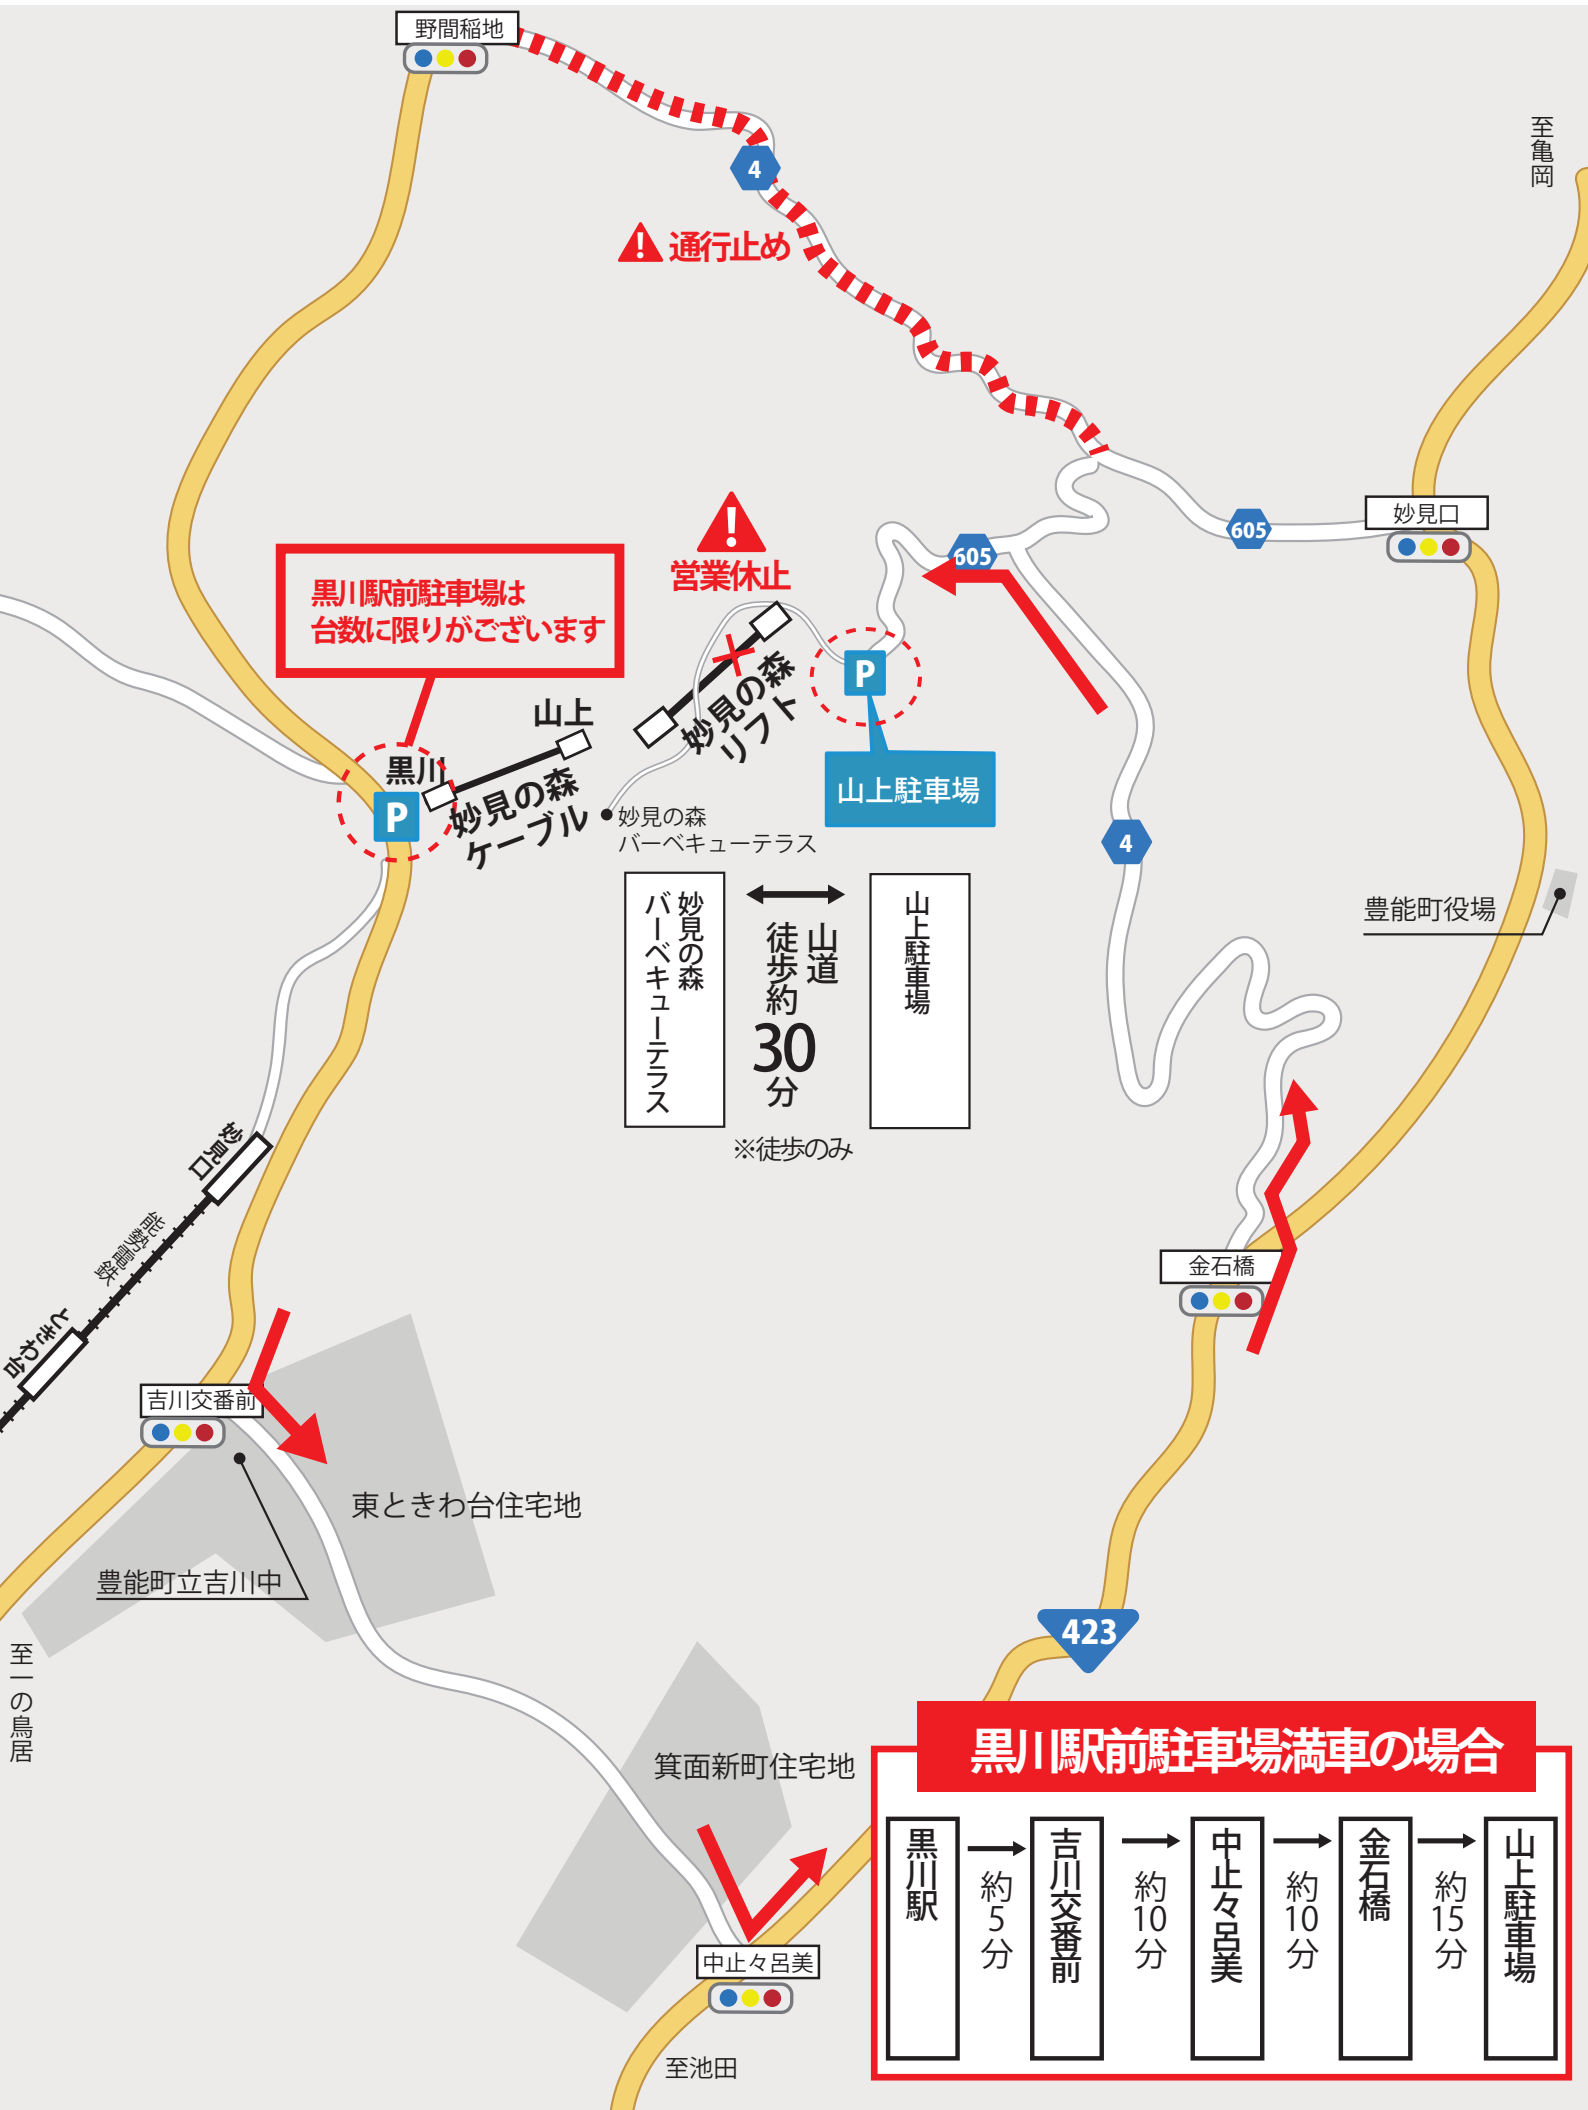 野間稲地
至亀岡
4
通行止め
妙見口
605
605
営業休止
黒川駅前駐車場は
台数に限りがございます
P
山上駐車場
妙見の森
リフト
山上
黒川
P
妙見の森
ケーブル
妙見の森
バーベキューテラス
4
豊能町役場
妙見の森
バーベキューテラス
山道
徒歩約
30
分
山上駐車場
※徒歩のみ
妙見口
能勢電鉄
ときわ台
金石橋
吉川交番前
東ときわ台住宅地
豊能町立吉川中
至一の鳥居
423
箕面新町住宅地
中止々呂美
至池田
黒川駅前駐車場満車の場合
黒川駅
約5分
吉川交番前
約10分
中止々呂美
約10分
金石橋
約15分
山上駐車場